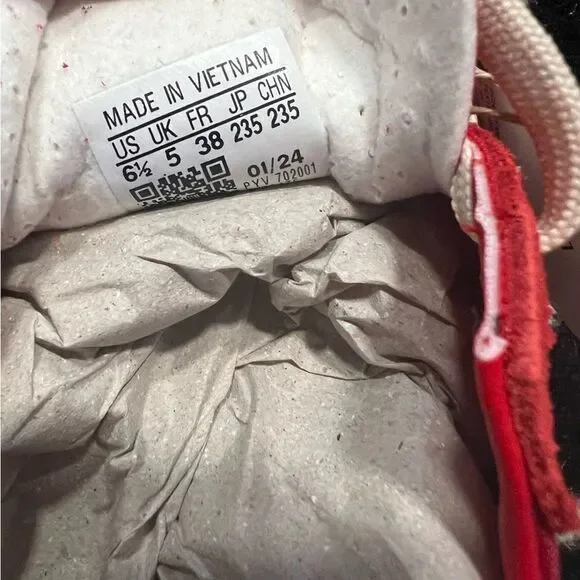 MADE IN VIETNAM
US UK FR JP CHN
6½ 5 38 235 235
01/24
PYV 702001